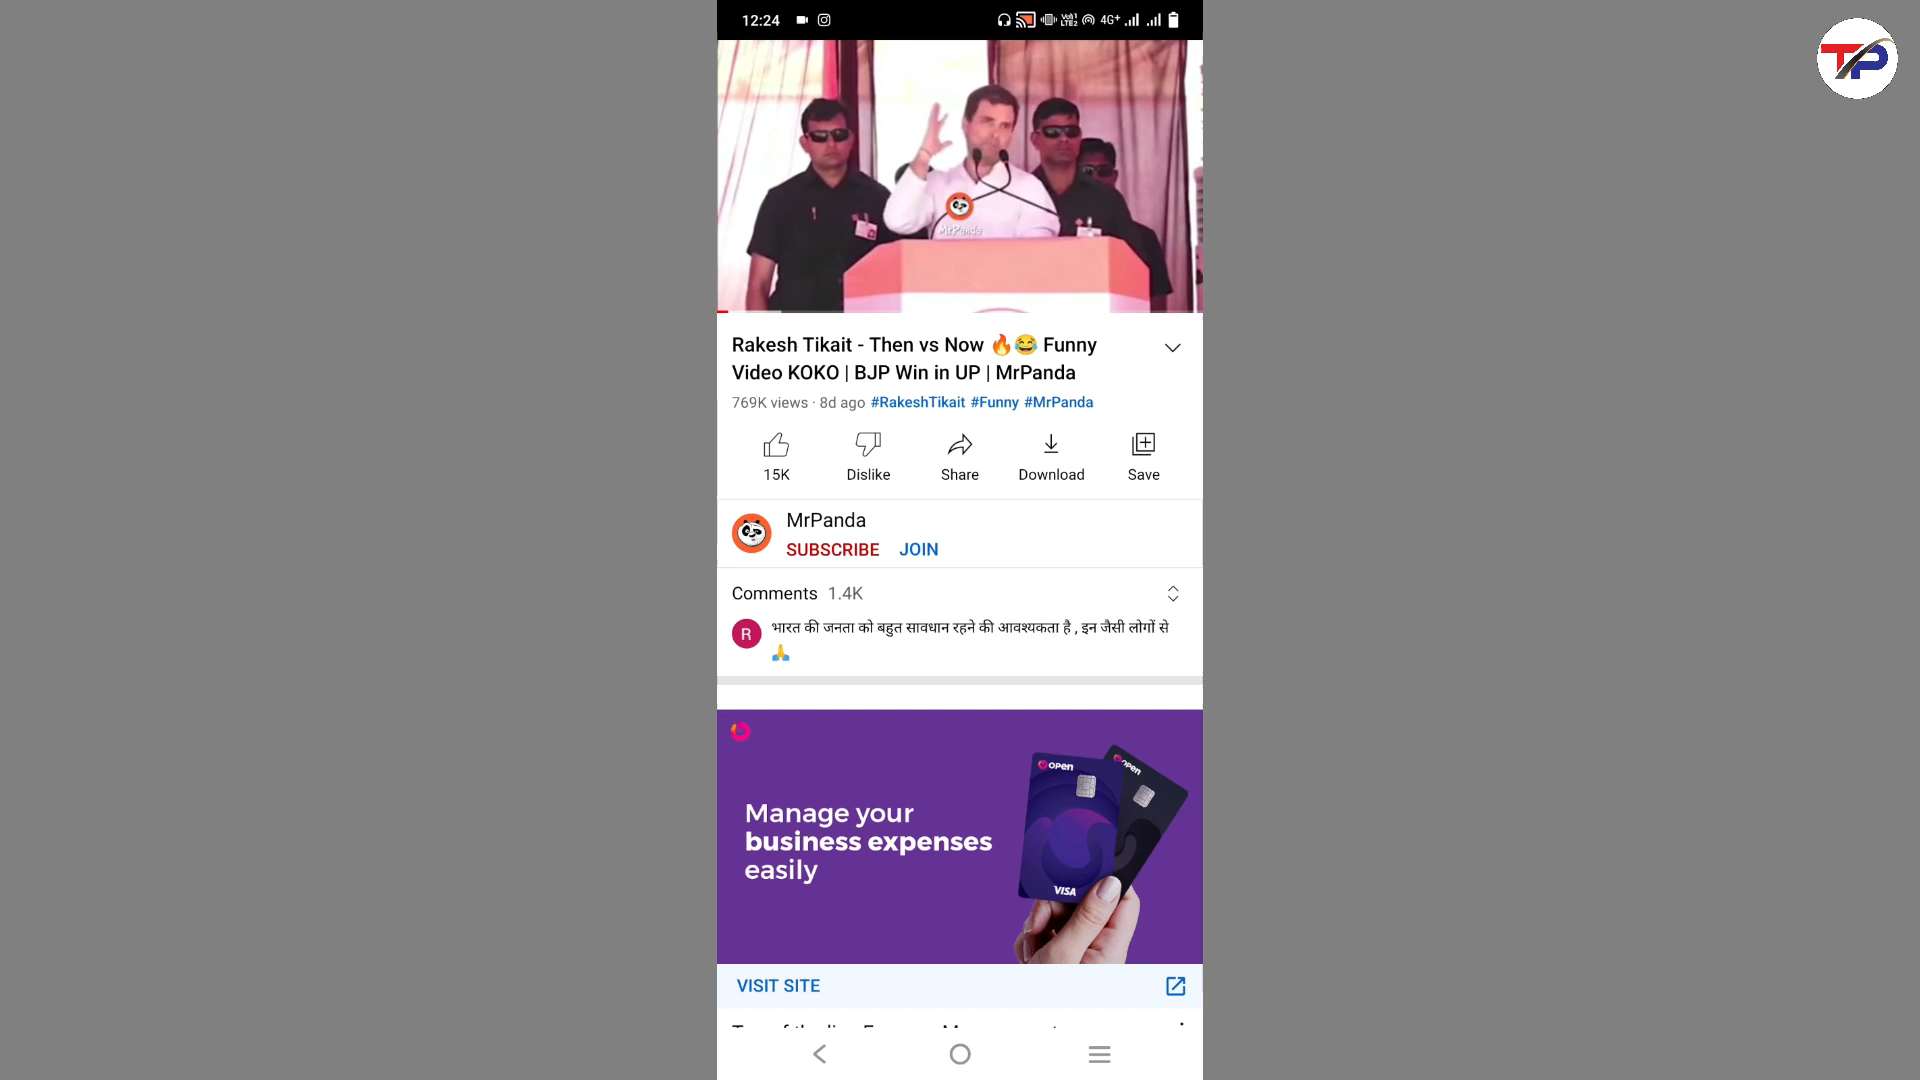 12:24
4G+
TP
MrPanda
Rakesh Tikait - Then vs Now 🔥😂 Funny
Video KOKO | BJP Win in UP | MrPanda
769K views · 8d ago #RakeshTikait #Funny #MrPanda
15K Dislike Share Download Save
MrPanda
SUBSCRIBE JOIN
Comments 1.4K
R भारत की जनता को बहुत सावधान रहने की आवश्यकता है , इन जैसी लोगों से
🙏
OPEN
OPEN
Manage your
business expenses
easily
VISA
VISIT SITE